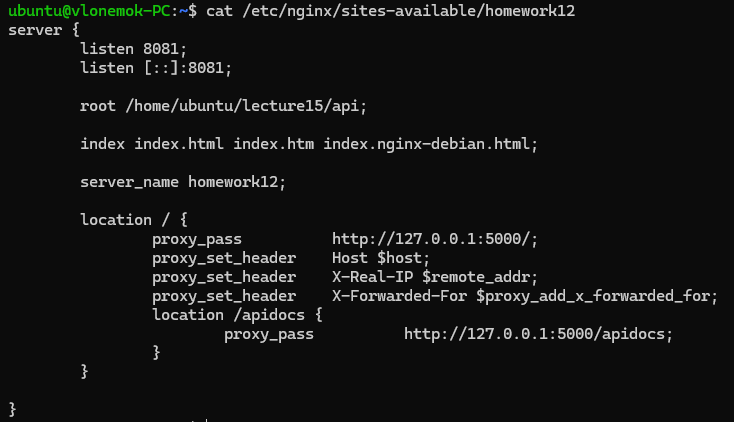 ubuntu@vlonemok-PC:~$ cat /etc/nginx/sites-available/homework12
server {
        listen 8081;
        listen [::]:8081;

        root /home/ubuntu/lecture15/api;

        index index.html index.htm index.nginx-debian.html;

        server_name homework12;

        location / {
                proxy_pass          http://127.0.0.1:5000/;
                proxy_set_header    Host $host;
                proxy_set_header    X-Real-IP $remote_addr;
                proxy_set_header    X-Forwarded-For $proxy_add_x_forwarded_for;
                location /apidocs {
                        proxy_pass          http://127.0.0.1:5000/apidocs;
                }
        }

}